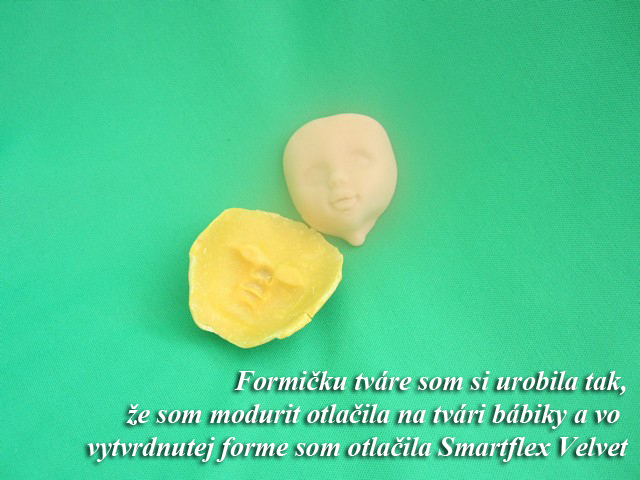 Formičku tváre som si urobila tak,
že som modurit otlačila na tvári bábiky a vo
vytvrdnutej forme som otlačila Smartflex Velvet